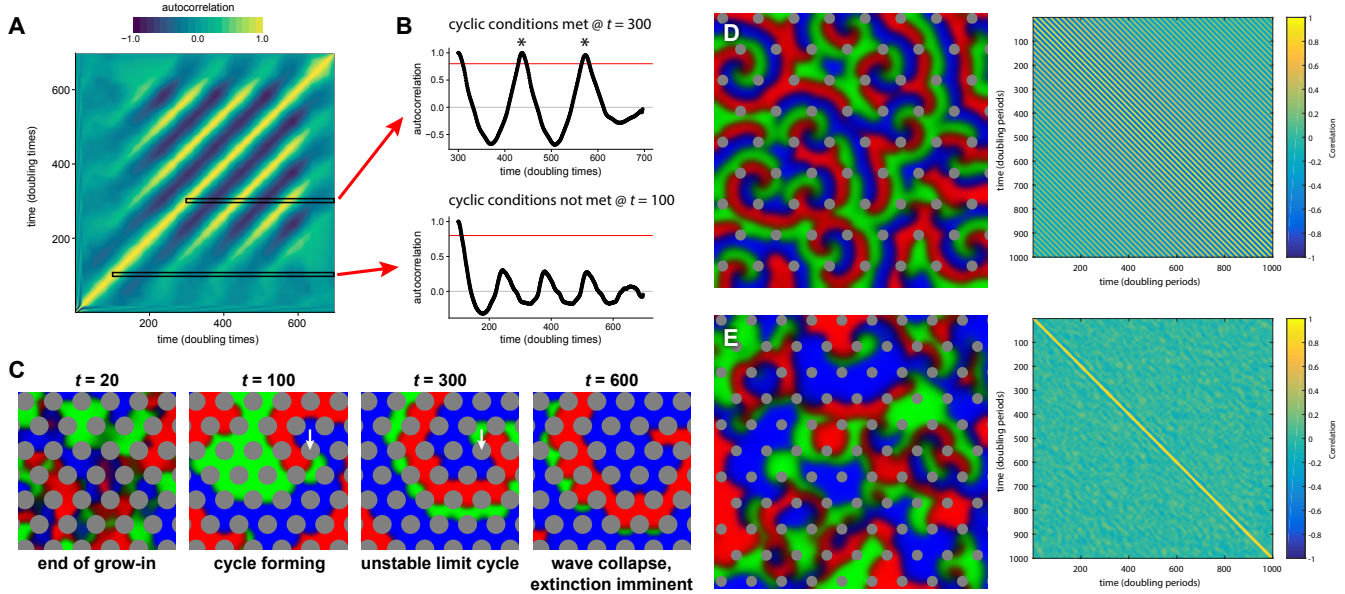 A
autocorrelation
−1.0 0.0 1.0
time (doubling times)
600
400
200
200 400 600
time (doubling times)
B
cyclic conditions met @ t = 300
* *
autocorrelation
1.0
0.5
0.0
−0.5
300 400 500 600 700
time (doubling times)
cyclic conditions not met @ t = 100
autocorrelation
1.0
0.5
0.0
200 400 600
time (doubling times)
C
t = 20 t = 100 t = 300 t = 600
end of grow-in cycle forming unstable limit cycle wave collapse,
extinction imminent
D
time (doubling periods)
100
200
300
400
500
600
700
800
900
1000
200 400 600 800 1000
time (doubling periods)
1
0.8
0.6
0.4
0.2
0
-0.2
-0.4
-0.6
-0.8
-1
Correlation
E
time (doubling periods)
100
200
300
400
500
600
700
800
900
1000
200 400 600 800 1000
time (doubling periods)
1
0.8
0.6
0.4
0.2
0
-0.2
-0.4
-0.6
-0.8
-1
Correlation